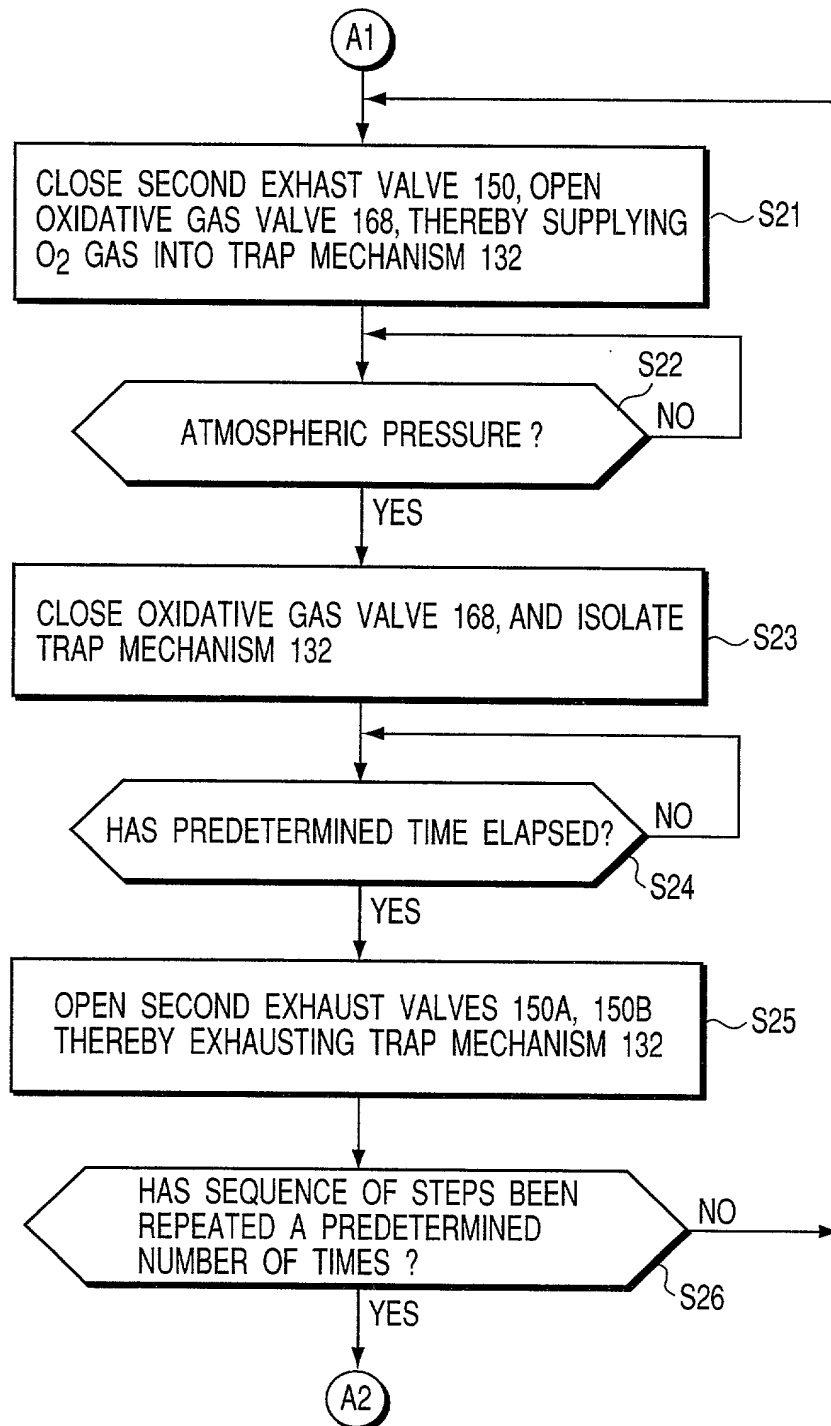 A1
CLOSE SECOND EXHAST VALVE 150, OPEN
OXIDATIVE GAS VALVE 168, THEREBY SUPPLYING
O2 GAS INTO TRAP MECHANISM 132
S21
S22
ATMOSPHERIC PRESSURE ?
NO
YES
CLOSE OXIDATIVE GAS VALVE 168, AND ISOLATE
TRAP MECHANISM 132
S23
HAS PREDETERMINED TIME ELAPSED?
NO
S24
YES
OPEN SECOND EXHAUST VALVES 150A, 150B
THEREBY EXHAUSTING TRAP MECHANISM 132
S25
HAS SEQUENCE OF STEPS BEEN
REPEATED A PREDETERMINED
NUMBER OF TIMES ?
NO
S26
YES
A2